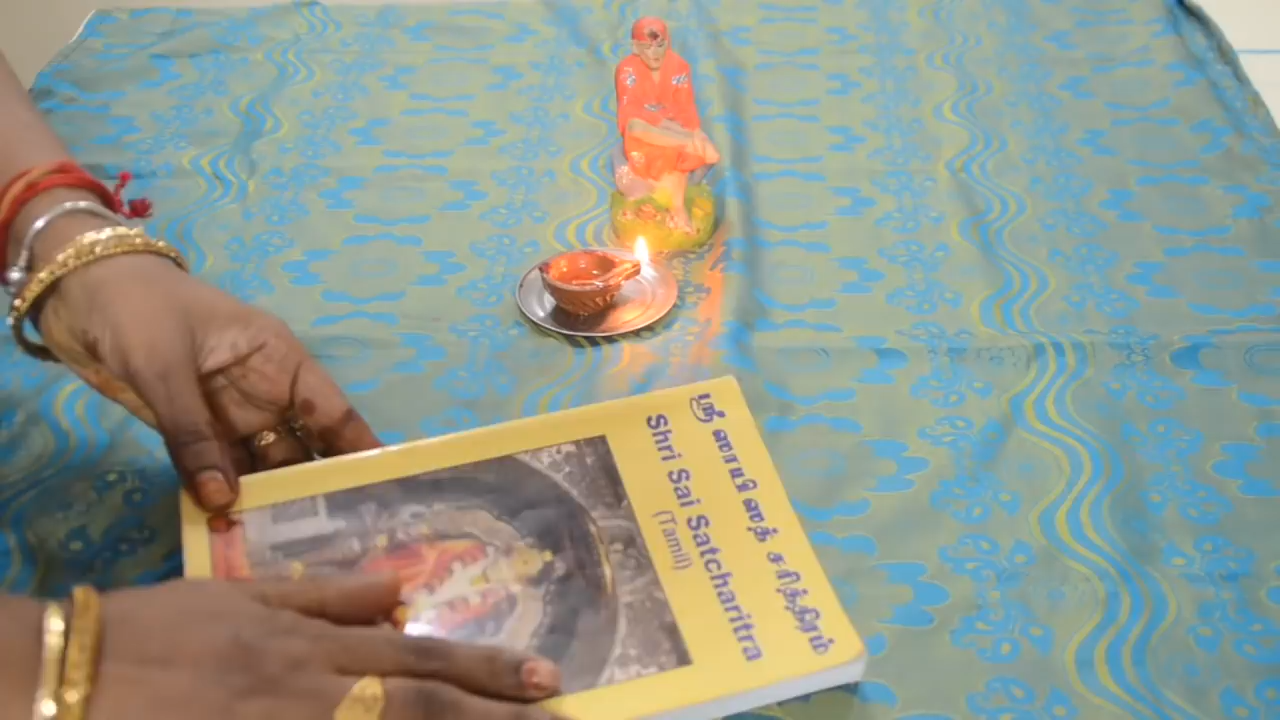 ஸ்ரீ ஸாயி ஸத் சரித்திரம்
Shri Sai Satcharitra
(Tamil)